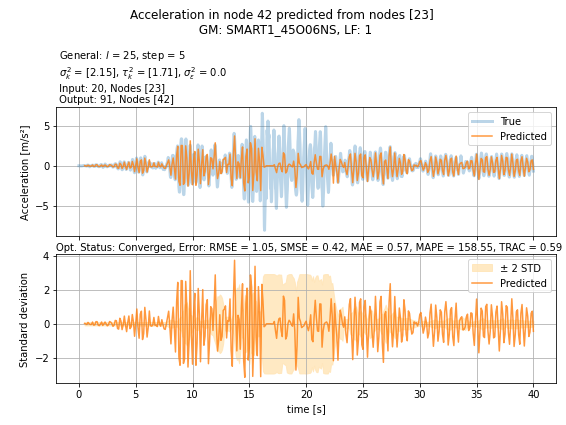 Acceleration in node 42 predicted from nodes [23]
GM: SMART1_45O06NS, LF: 1
General: l = 25, step = 5
σ²ₖ = [2.15], τ²ₖ = [1.71], σ²ε = 0.0
Input: 20, Nodes [23]
Output: 91, Nodes [42]
Acceleration [m/s²]
5
0
−5
True
Predicted
Opt. Status: Converged, Error: RMSE = 1.05, SMSE = 0.42, MAE = 0.57, MAPE = 158.55, TRAC = 0.59
Standard deviation
4
2
0
−2
± 2 STD
Predicted
0 5 10 15 20 25 30 35 40
time [s]